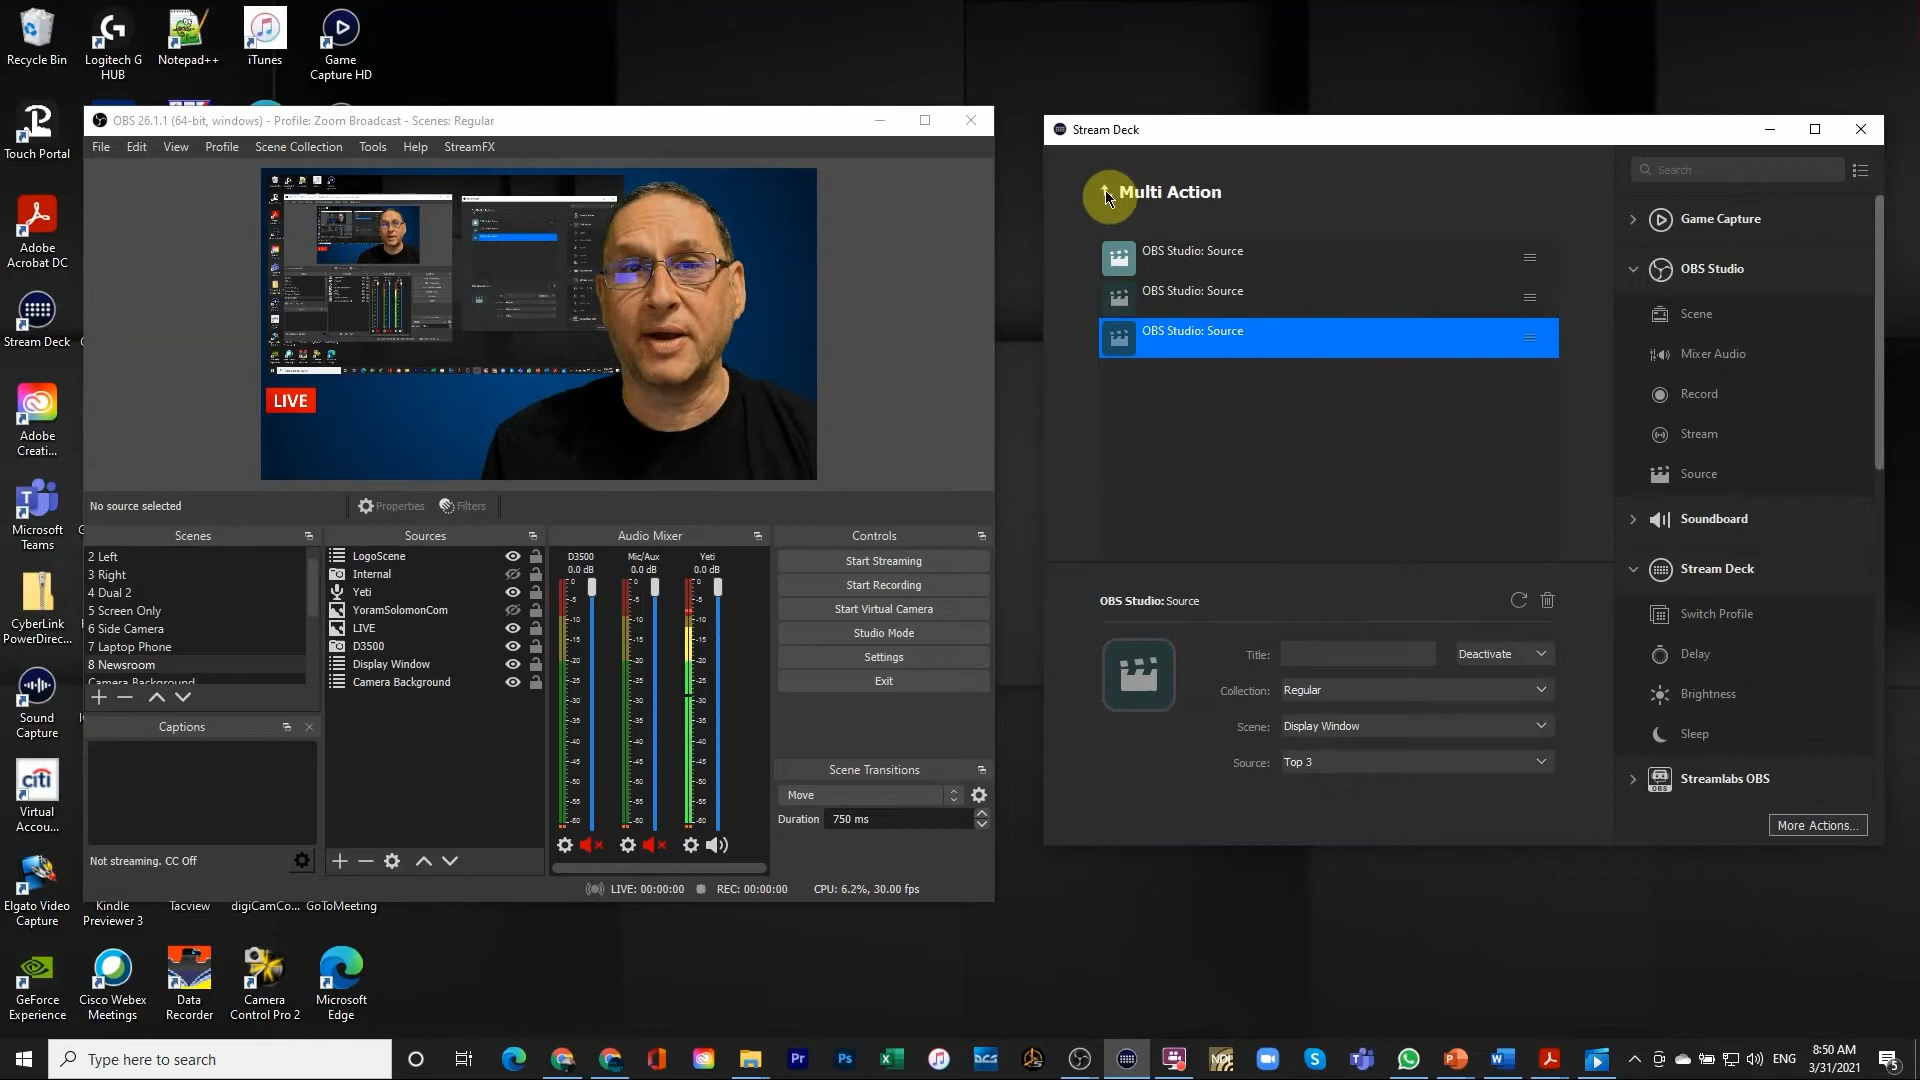 Recycle Bin
Logitech G
HUB
Notepad++
iTunes
Game
Capture HD
Touch Portal
Adobe
Acrobat DC
Stream Deck
Adobe
Creati...
Microsoft
Teams
CyberLink
PowerDirec...
Sound
Capture
citi
Virtual
Accou...
Elgato Video
Capture
Kindle
Previewer 3
Tacview
digiCamCo...
GoToMeeting
GeForce
Experience
Cisco Webex
Meetings
Data
Recorder
Camera
Control Pro 2
Microsoft
Edge
OBS 26.1.1 (64-bit, windows) - Profile: Zoom Broadcast - Scenes: Regular
File Edit View Profile Scene Collection Tools Help StreamFX
LIVE
No source selected
Properties
Filters
Scenes
2 Left
3 Right
4 Dual 2
5 Screen Only
6 Side Camera
7 Laptop Phone
8 Newsroom
Camera Background
Captions
Not streaming. CC Off
Sources
LogoScene
Internal
Yeti
YoramSolomonCom
LIVE
D3500
Display Window
Camera Background
Audio Mixer
D3500 Mic/Aux Yeti
0.0 dB 0.0 dB 0.0 dB
Controls
Start Streaming
Start Recording
Start Virtual Camera
Studio Mode
Settings
Exit
Scene Transitions
Move
Duration 750 ms
LIVE: 00:00:00 REC: 00:00:00 CPU: 6.2%, 30.00 fps
Stream Deck
Multi Action
OBS Studio: Source
OBS Studio: Source
OBS Studio: Source
OBS Studio: Source
Title: Deactivate
Collection: Regular
Scene: Display Window
Source: Top 3
Search
Game Capture
OBS Studio
Scene
Mixer Audio
Record
Stream
Source
Soundboard
Stream Deck
Switch Profile
Delay
Brightness
Sleep
Streamlabs OBS
More Actions...
Type here to search
ENG
8:50 AM
3/31/2021
5